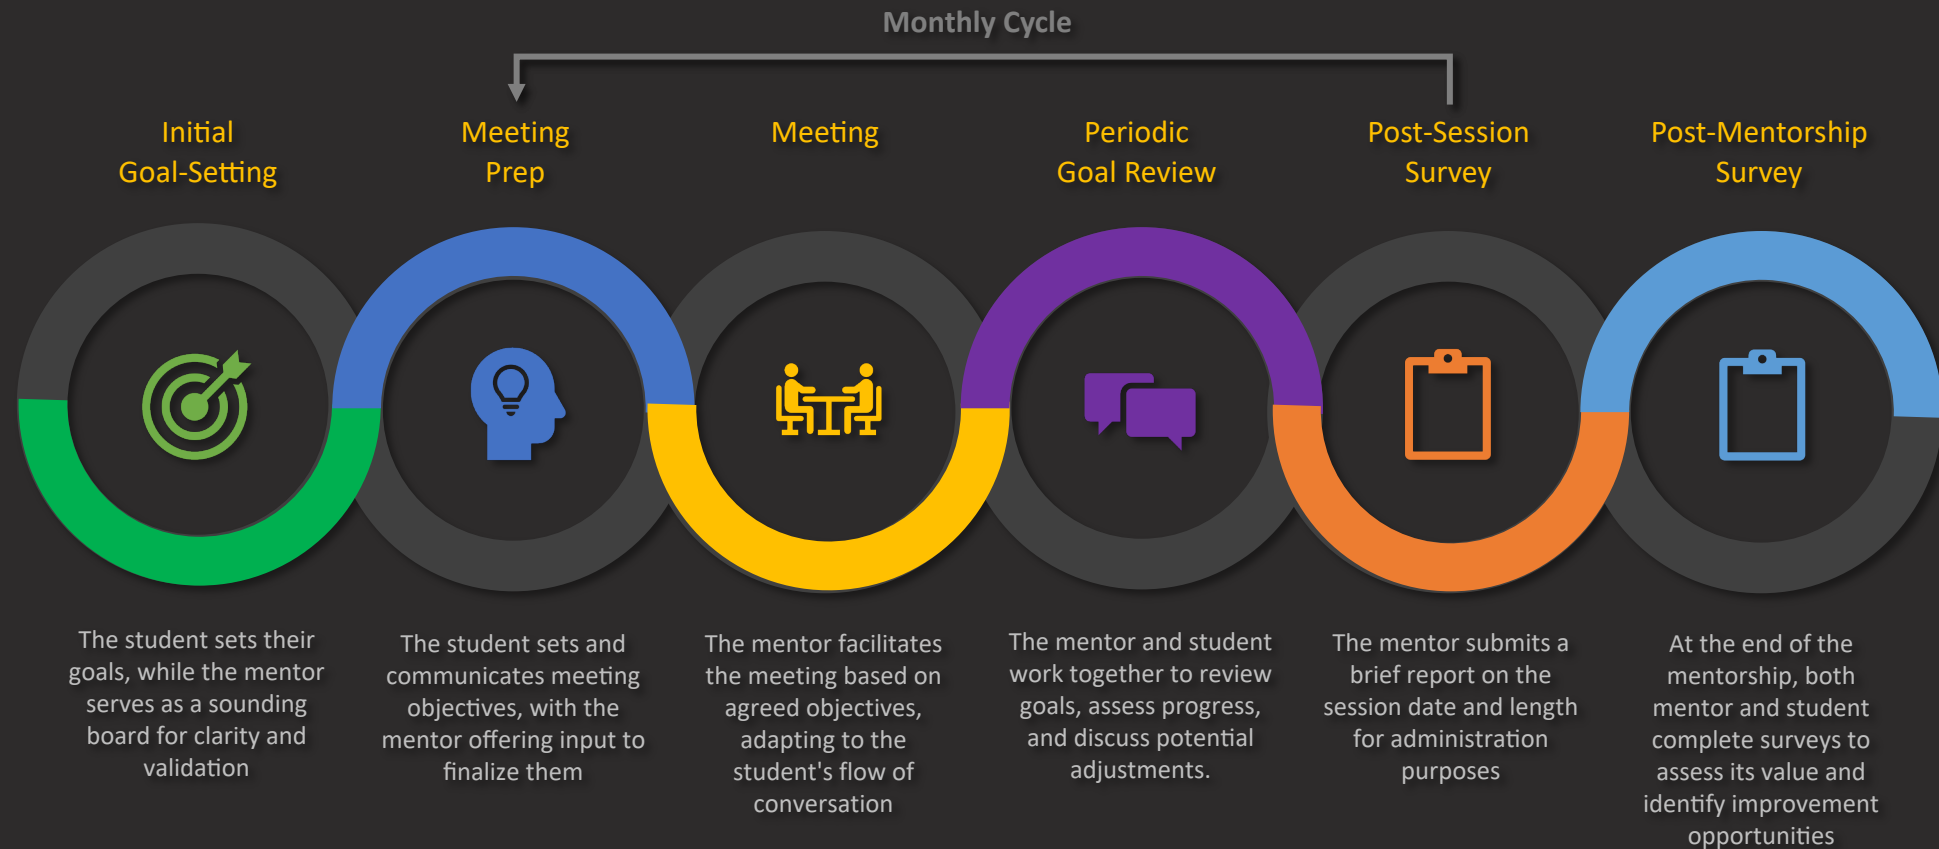 Monthly Cycle
Initial
Goal-Setting
Meeting
Prep
Meeting
Periodic
Goal Review
Post-Session
Survey
Post-Mentorship
Survey
The student sets their
goals, while the mentor
serves as a sounding
board for clarity and
validation
The student sets and
communicates meeting
objectives, with the
mentor offering input to
finalize them
The mentor facilitates
the meeting based on
agreed objectives,
adapting to the
student's flow of
conversation
The mentor and student
work together to review
goals, assess progress,
and discuss potential
adjustments.
The mentor submits a
brief report on the
session date and length
for administration
purposes
At the end of the
mentorship, both
mentor and student
complete surveys to
assess its value and
identify improvement
opportunities